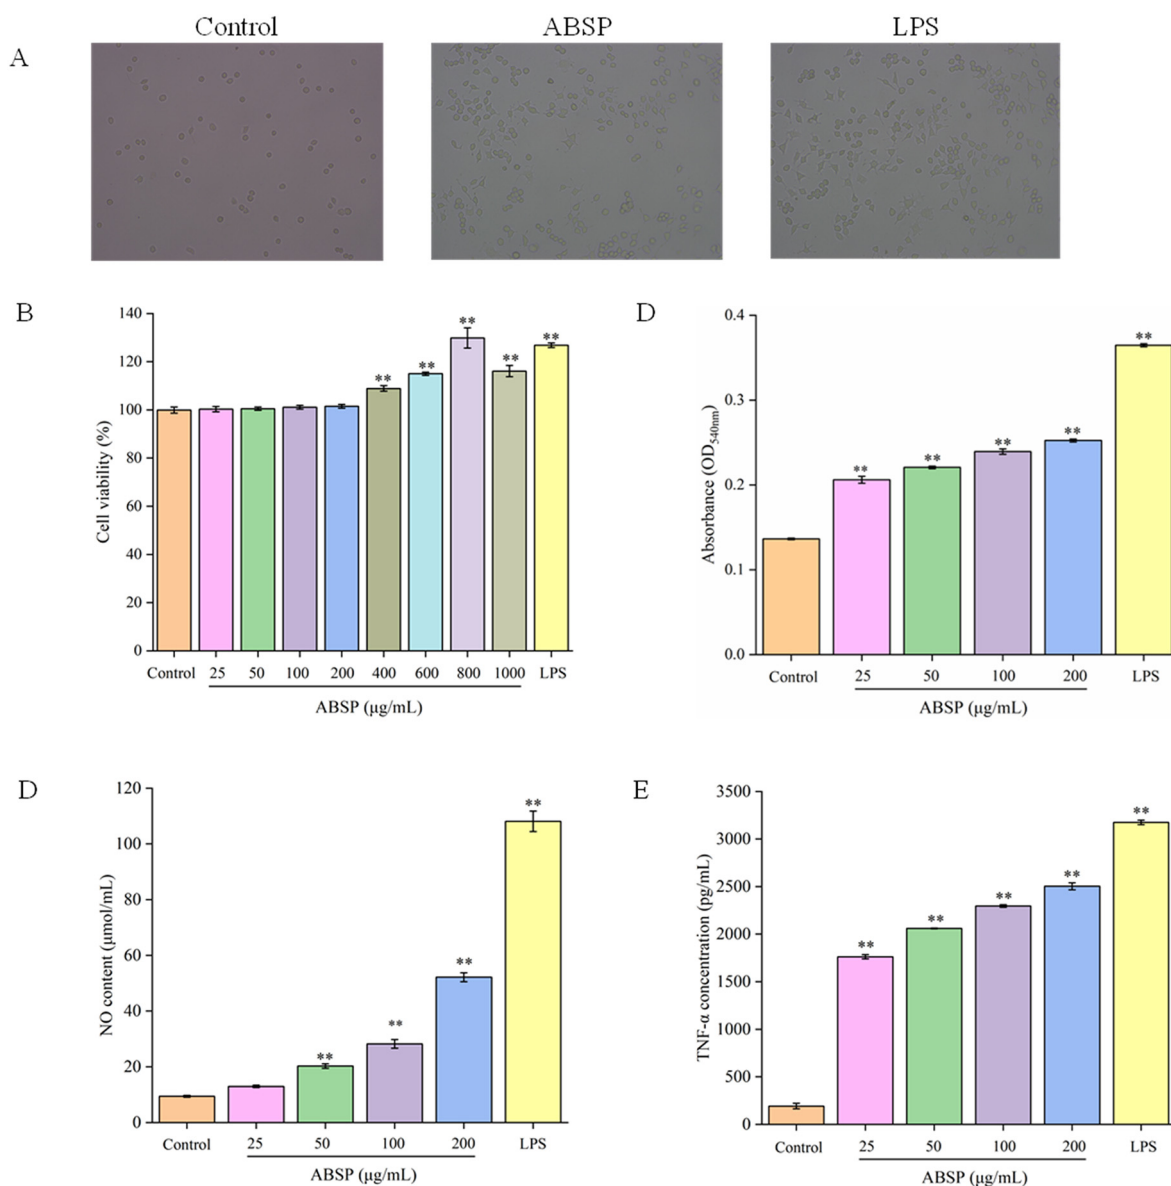 Control
ABSP
LPS
A
B
Cell viability (%)
140
120
100
80
60
40
20
0
** ** ** ** **
Control 25 50 100 200 400 600 800 1000 LPS
ABSP (μg/mL)
D
Absorbance (OD540nm)
0.4
0.3
0.2
0.1
0.0
** ** ** ** **
Control 25 50 100 200 LPS
ABSP (μg/mL)
D
NO content (μmol/mL)
120
100
80
60
40
20
0
** ** ** **
Control 25 50 100 200 LPS
ABSP (μg/mL)
E
TNF-α concentration (pg/mL)
3500
3000
2500
2000
1500
1000
500
0
** ** ** ** **
Control 25 50 100 200 LPS
ABSP (μg/mL)